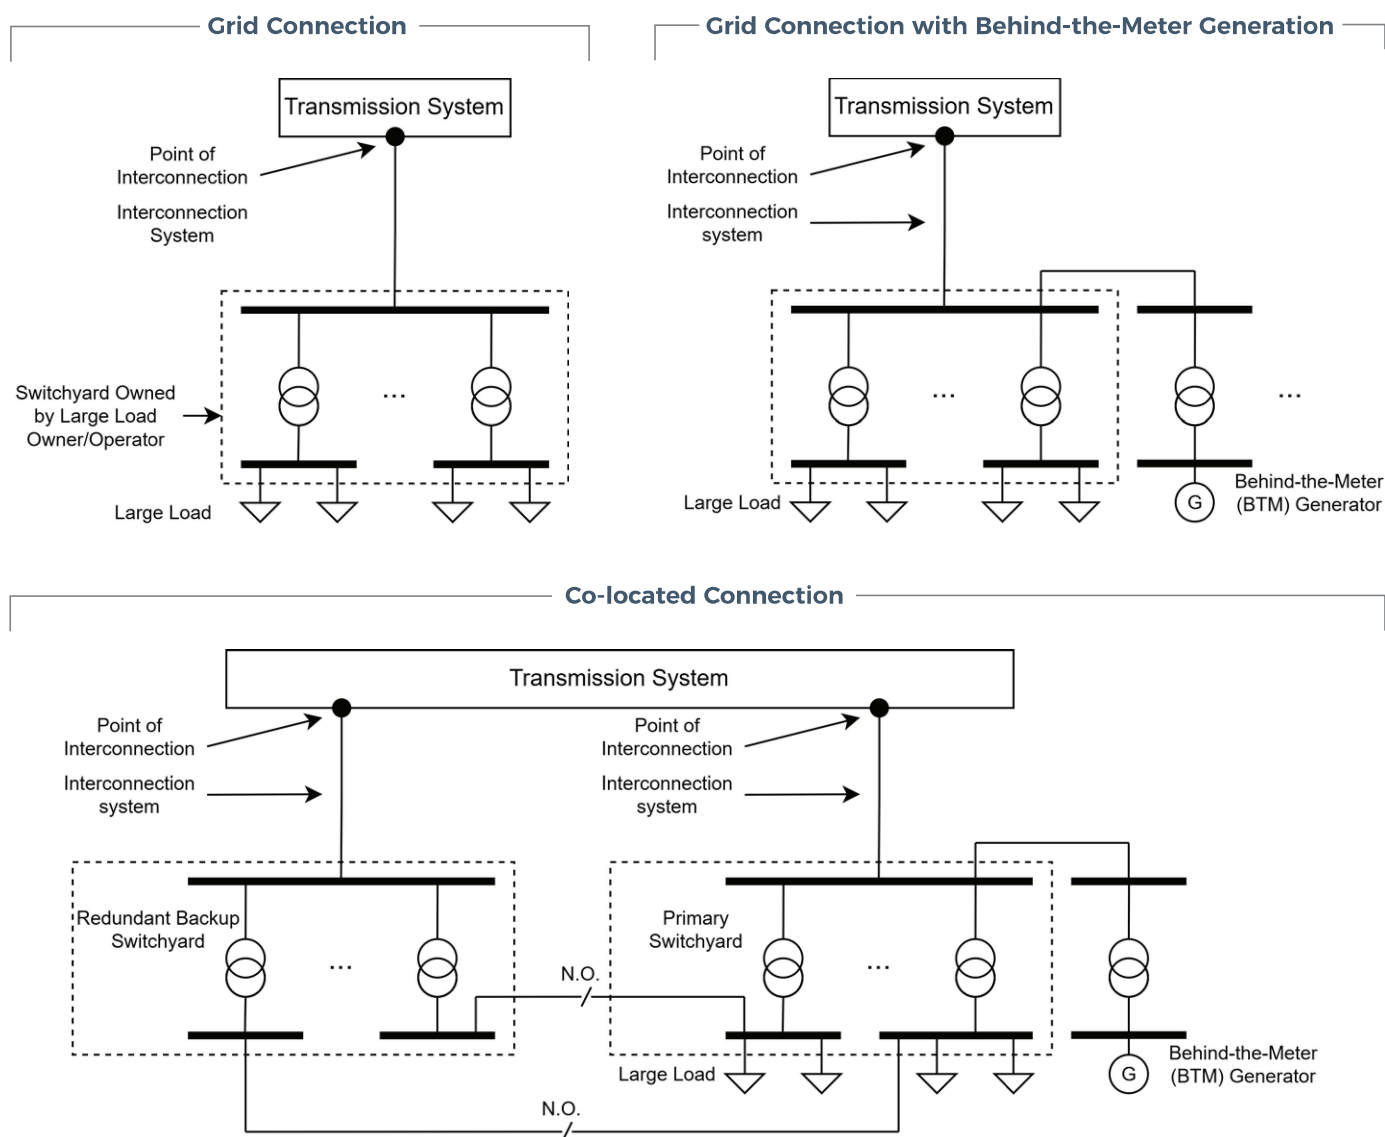 Grid Connection
Transmission System
Point of
Interconnection
Interconnection
System
Switchyard Owned
by Large Load
Owner/Operator
...
Large Load
Grid Connection with Behind-the-Meter Generation
Transmission System
Point of
Interconnection
Interconnection
system
...
...
Large Load
G
Behind-the-Meter
(BTM) Generator
Co-located Connection
Transmission System
Point of
Interconnection
Interconnection
system
Point of
Interconnection
Interconnection
system
Redundant Backup
Switchyard
...
N.O.
Primary
Switchyard
...
Large Load
G
Behind-the-Meter
(BTM) Generator
N.O.